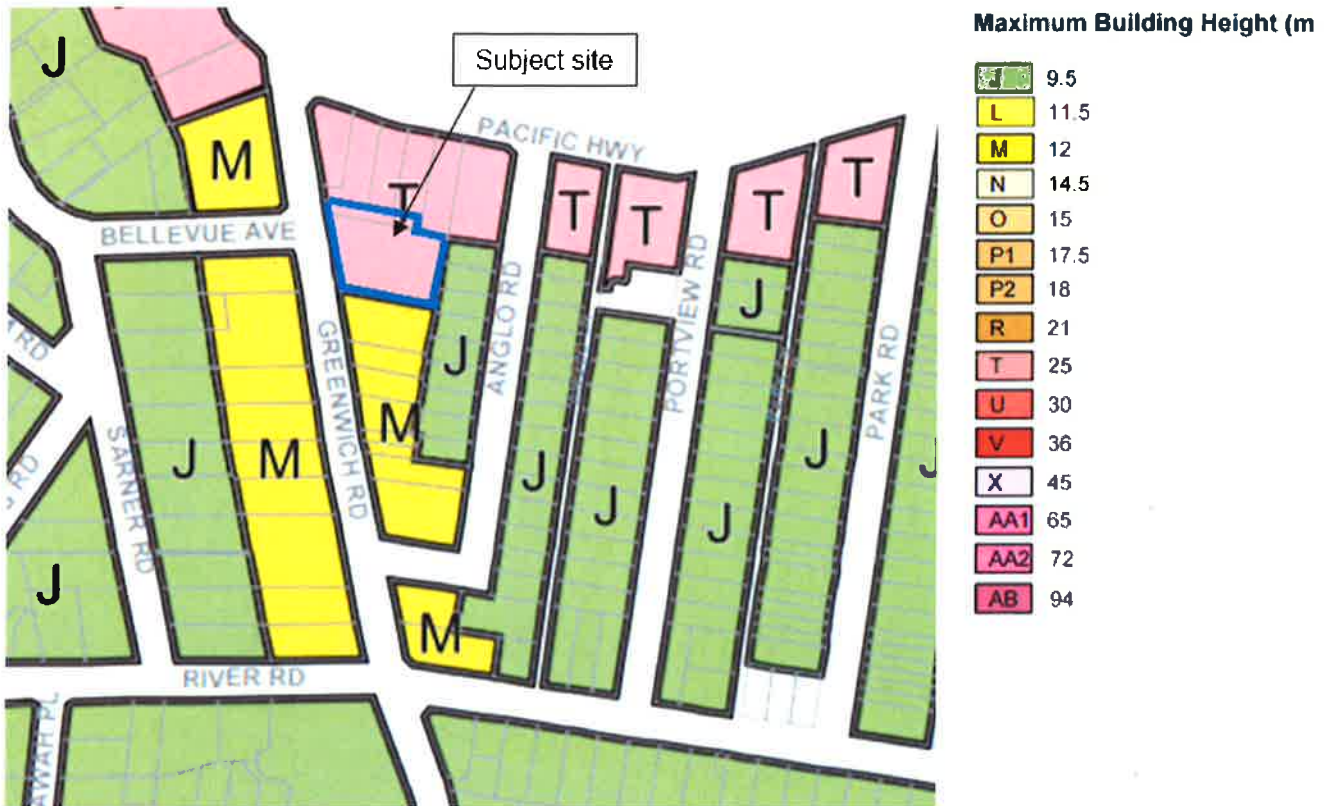 Maximum Building Height (m
J 9.5
L 11.5
M 12
N 14.5
O 15
P1 17.5
P2 18
R 21
T 25
U 30
V 36
X 45
AA1 65
AA2 72
AB 94
Subject site
J
M
PACIFIC HWY
T
T
T
T
T
BELLEVUE AVE
J
M
GREENWICH RD
M
J
ANGLO RD
J
J
PORTVIEW RD
J
J
J
PARK RD
J
SARNER RD
RD
RD
J
M
RIVER RD